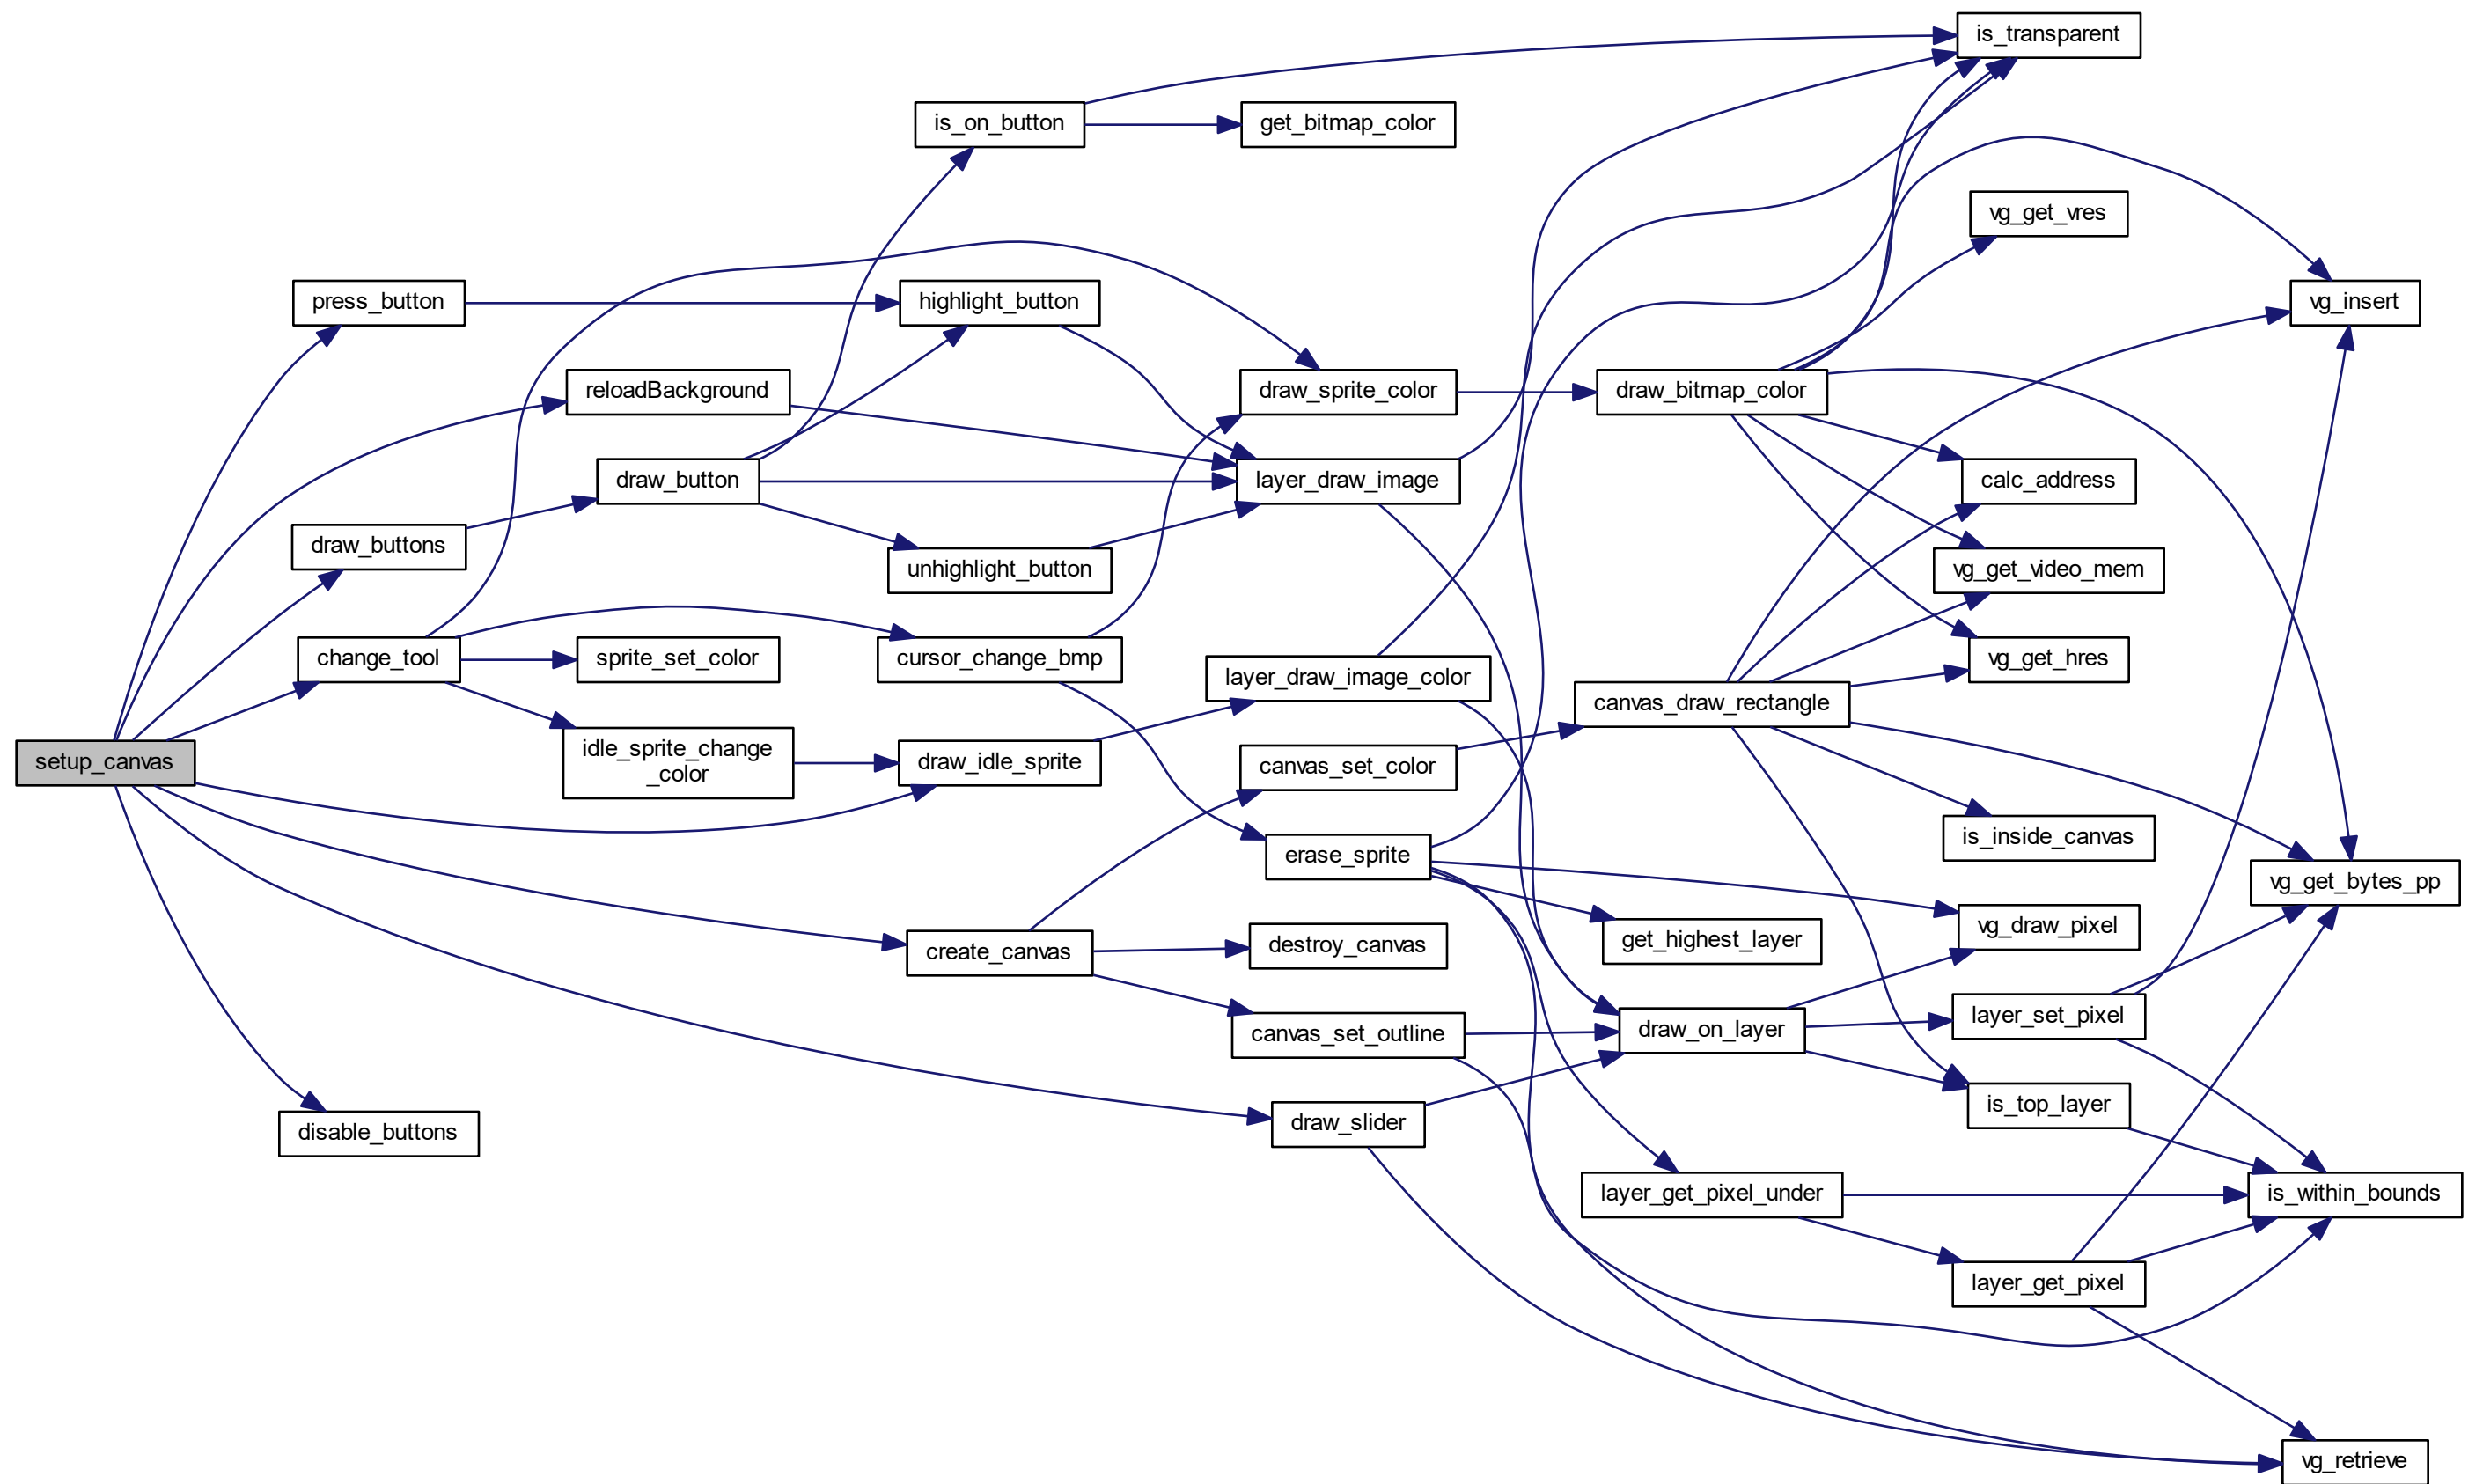 setup_canvas
press_button
reloadBackground
draw_buttons
change_tool
disable_buttons
draw_button
sprite_set_color
idle_sprite_change
_color
is_on_button
highlight_button
unhighlight_button
cursor_change_bmp
draw_idle_sprite
create_canvas
get_bitmap_color
draw_sprite_color
layer_draw_image
layer_draw_image_color
canvas_set_color
erase_sprite
destroy_canvas
canvas_set_outline
draw_slider
draw_bitmap_color
canvas_draw_rectangle
get_highest_layer
draw_on_layer
layer_get_pixel_under
is_transparent
vg_get_vres
calc_address
vg_get_video_mem
vg_get_hres
is_inside_canvas
vg_draw_pixel
layer_set_pixel
is_top_layer
layer_get_pixel
vg_insert
vg_get_bytes_pp
is_within_bounds
vg_retrieve